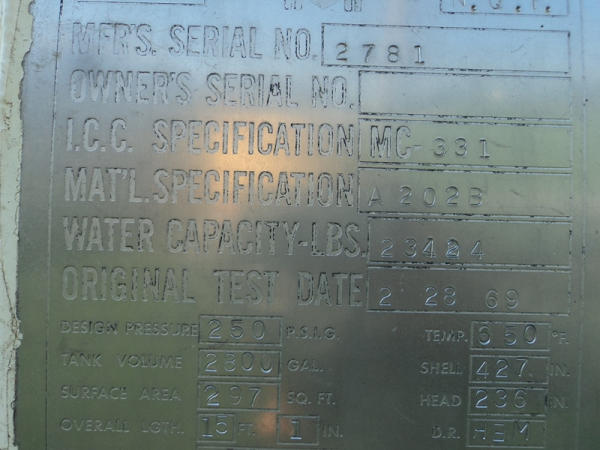 MFR'S. SERIAL NO. 2781
OWNER'S SERIAL NO.
I.C.C. SPECIFICATION MC-331
MAT'L. SPECIFICATION A 202B
WATER CAPACITY-LBS.
ORIGINAL TEST DATE 2 28 69
DESIGN PRESSURE 250 P.S.I.G. TEMP. 650 °F.
TANK VOLUME 2800 GAL. SHELL .427 IN.
SURFACE AREA 297 SQ. FT. HEAD .236 IN.
OVERALL LGTH. 15 FT. 1 IN. D.R. HEM